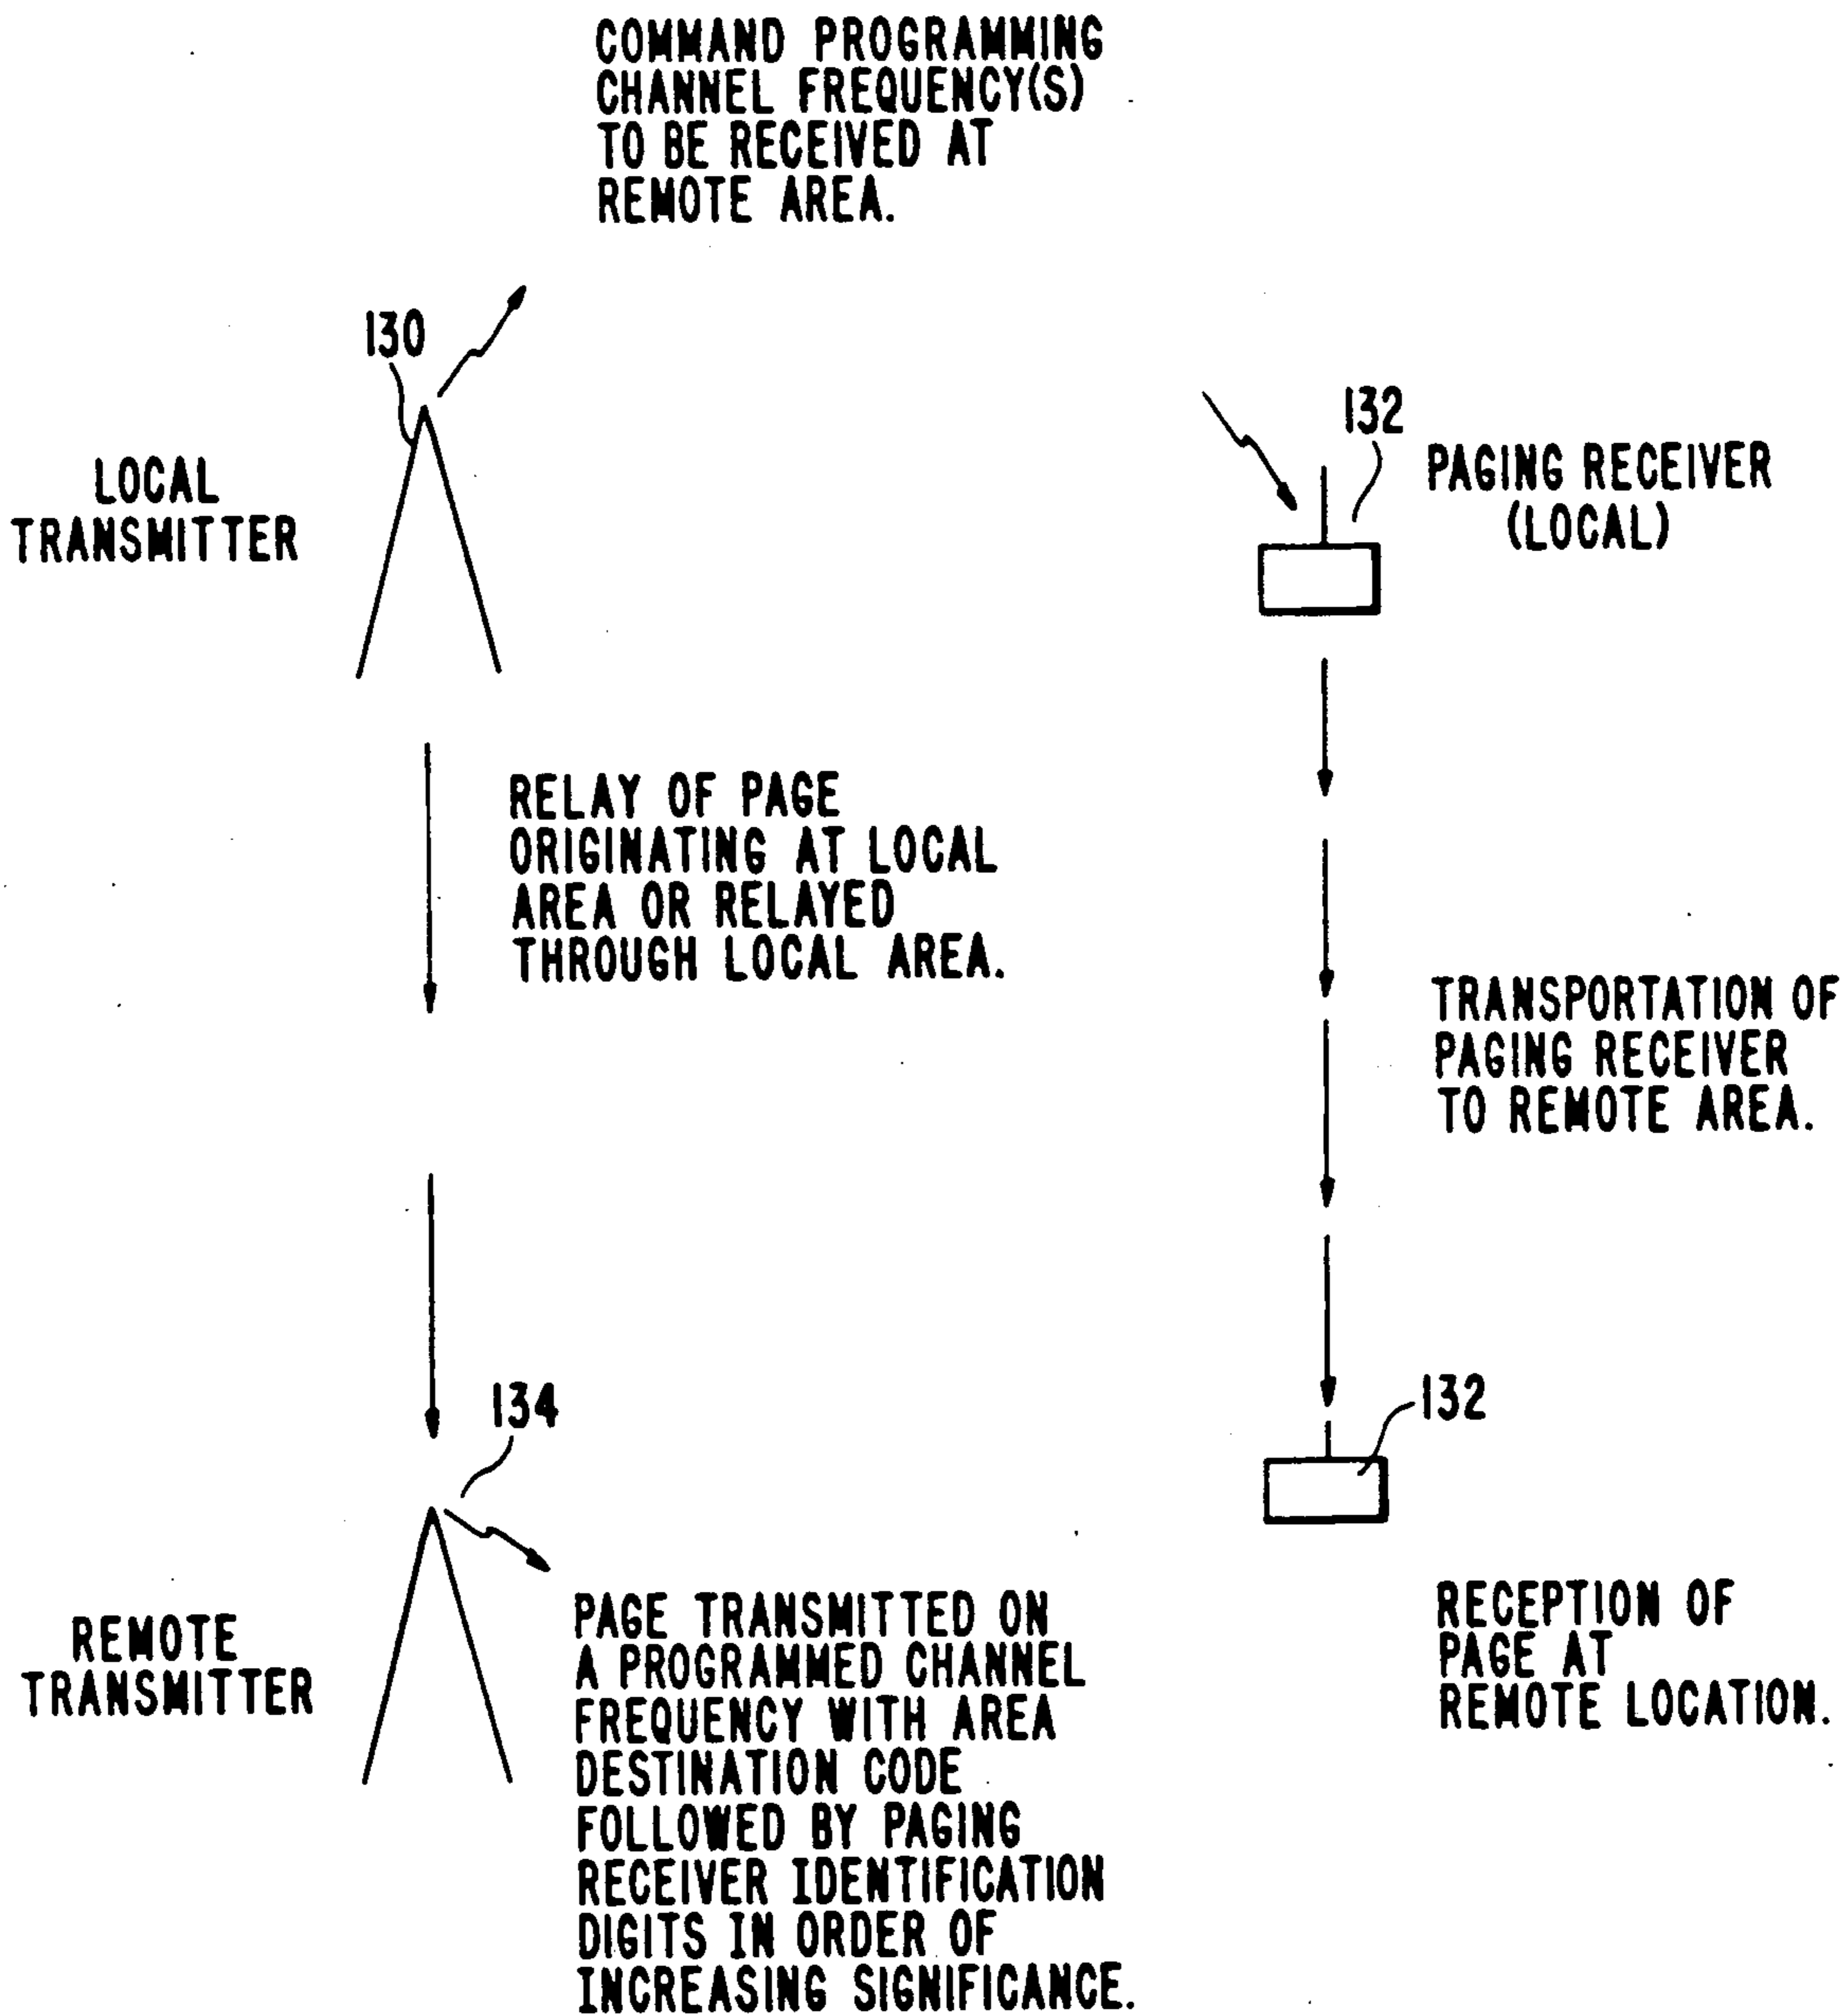 COMMAND PROGRAMMING
CHANNEL FREQUENCY(S)
TO BE RECEIVED AT
REMOTE AREA.
130
LOCAL
TRANSMITTER
132
PAGING RECEIVER
(LOCAL)
RELAY OF PAGE
ORIGINATING AT LOCAL
AREA OR RELAYED
THROUGH LOCAL AREA.
TRANSPORTATION OF
PAGING RECEIVER
TO REMOTE AREA.
134
132
REMOTE
TRANSMITTER
PAGE TRANSMITTED ON
A PROGRAMMED CHANNEL
FREQUENCY WITH AREA
DESTINATION CODE
FOLLOWED BY PAGING
RECEIVER IDENTIFICATION
DIGITS IN ORDER OF
INCREASING SIGNIFICANCE.
RECEPTION OF
PAGE AT
REMOTE LOCATION.